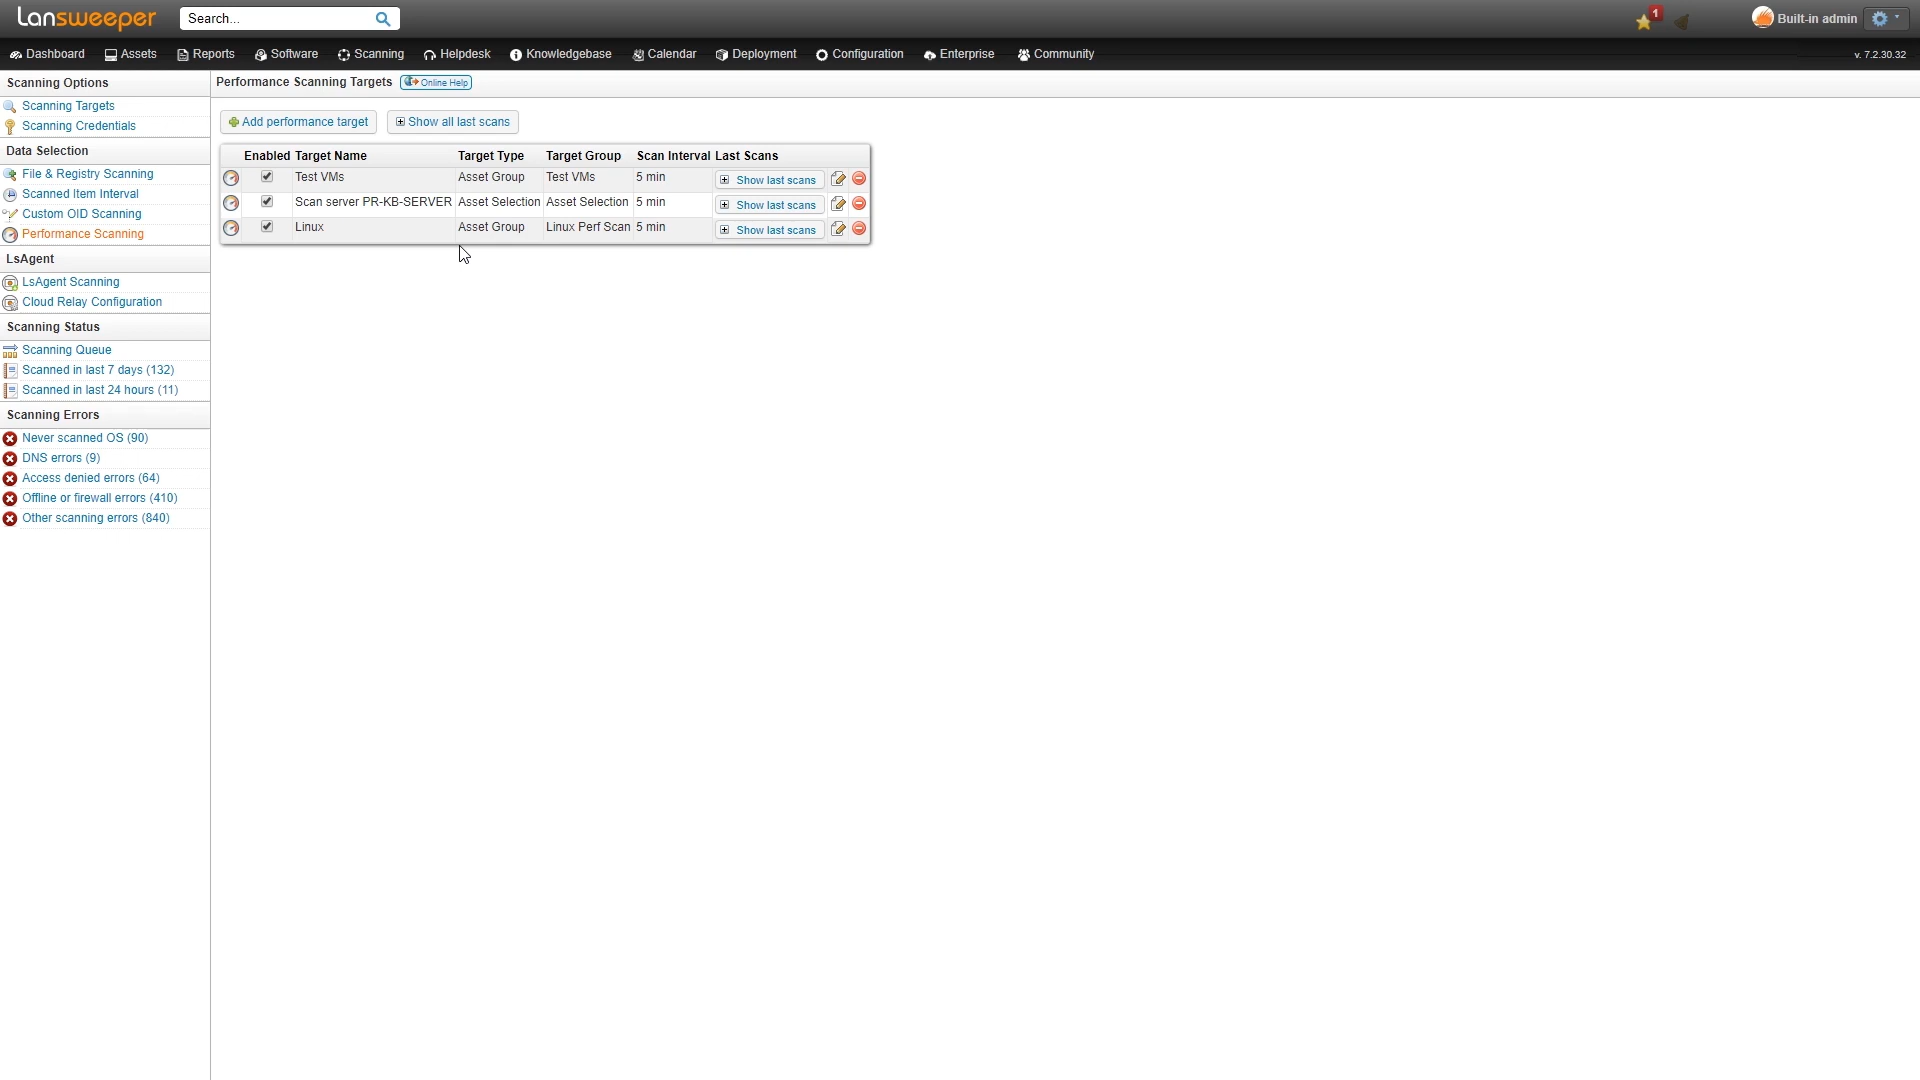 Lansweeper
Search...
1
Built-in admin
Dashboard Assets Reports Software Scanning Helpdesk Knowledgebase Calendar Deployment Configuration Enterprise Community
v. 7.2.30.32
Scanning Options
Scanning Targets
Scanning Credentials
Data Selection
File & Registry Scanning
Scanned Item Interval
Custom OID Scanning
Performance Scanning
LsAgent
LsAgent Scanning
Cloud Relay Configuration
Scanning Status
Scanning Queue
Scanned in last 7 days (132)
Scanned in last 24 hours (11)
Scanning Errors
Never scanned OS (90)
DNS errors (9)
Access denied errors (64)
Offline or firewall errors (410)
Other scanning errors (840)
Performance Scanning Targets Online Help
Add performance target Show all last scans
Enabled Target Name Target Type Target Group Scan Interval Last Scans
Test VMs Asset Group Test VMs 5 min Show last scans
Scan server PR-KB-SERVER Asset Selection Asset Selection 5 min Show last scans
Linux Asset Group Linux Perf Scan 5 min Show last scans